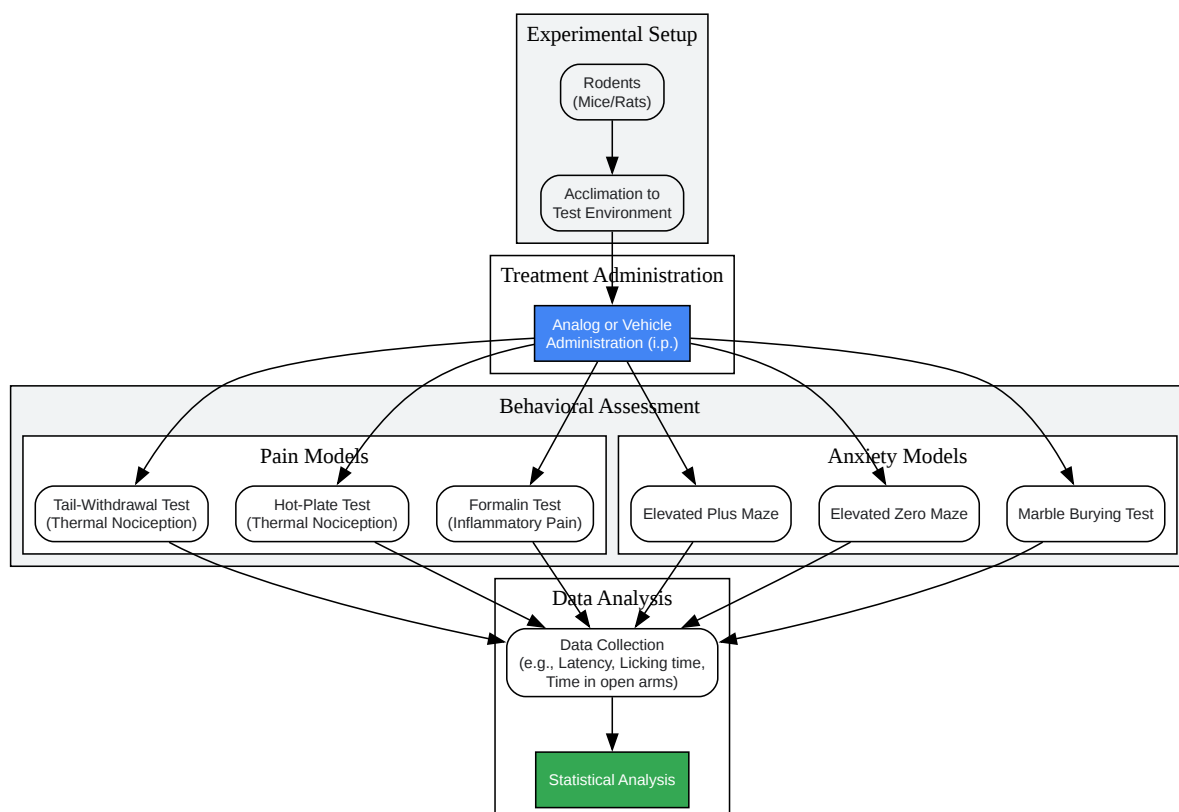 Experimental Setup
Rodents
(Mice/Rats)
Acclimation to
Test Environment
Treatment Administration
Analog or Vehicle
Administration (i.p.)
Behavioral Assessment
Pain Models
Anxiety Models
Tail-Withdrawal Test
(Thermal Nociception)
Hot-Plate Test
(Thermal Nociception)
Formalin Test
(Inflammatory Pain)
Elevated Plus Maze
Elevated Zero Maze
Marble Burying Test
Data Analysis
Data Collection
(e.g., Latency, Licking time,
Time in open arms)
Statistical Analysis